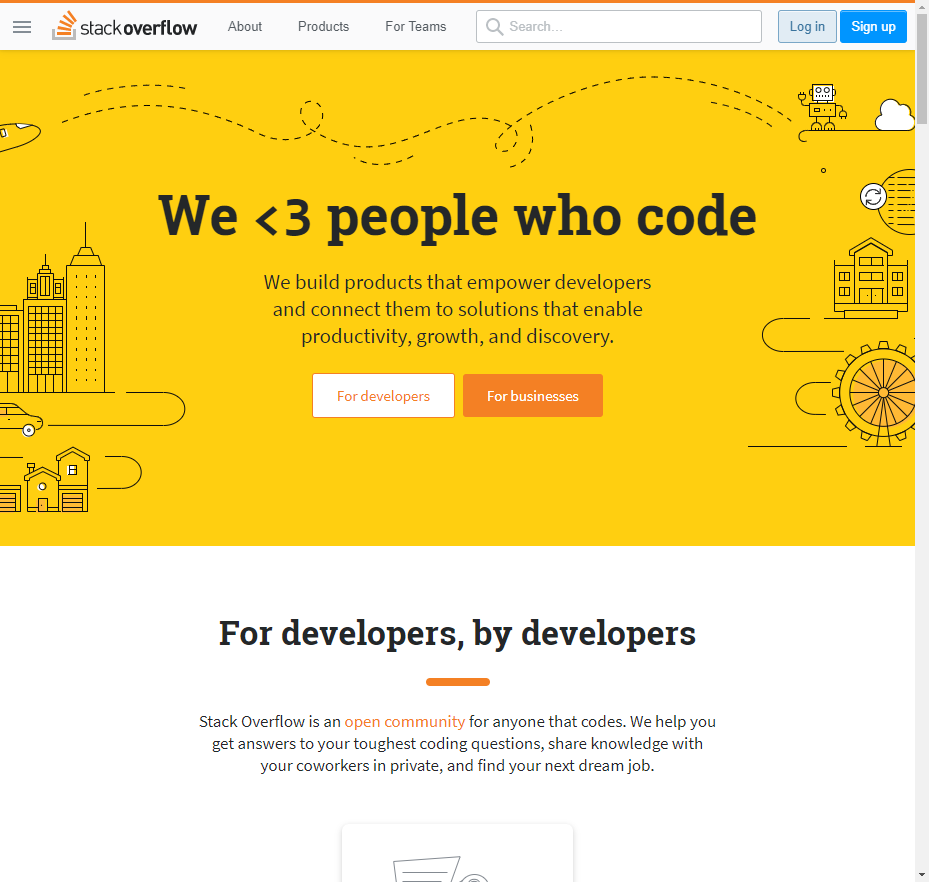 stackoverflow
About
Products
For Teams
Search...
Log in
Sign up
We <3 people who code
We build products that empower developers
and connect them to solutions that enable
productivity, growth, and discovery.
For developers
For businesses
For developers, by developers
Stack Overflow is an open community for anyone that codes. We help you
get answers to your toughest coding questions, share knowledge with
your coworkers in private, and find your next dream job.